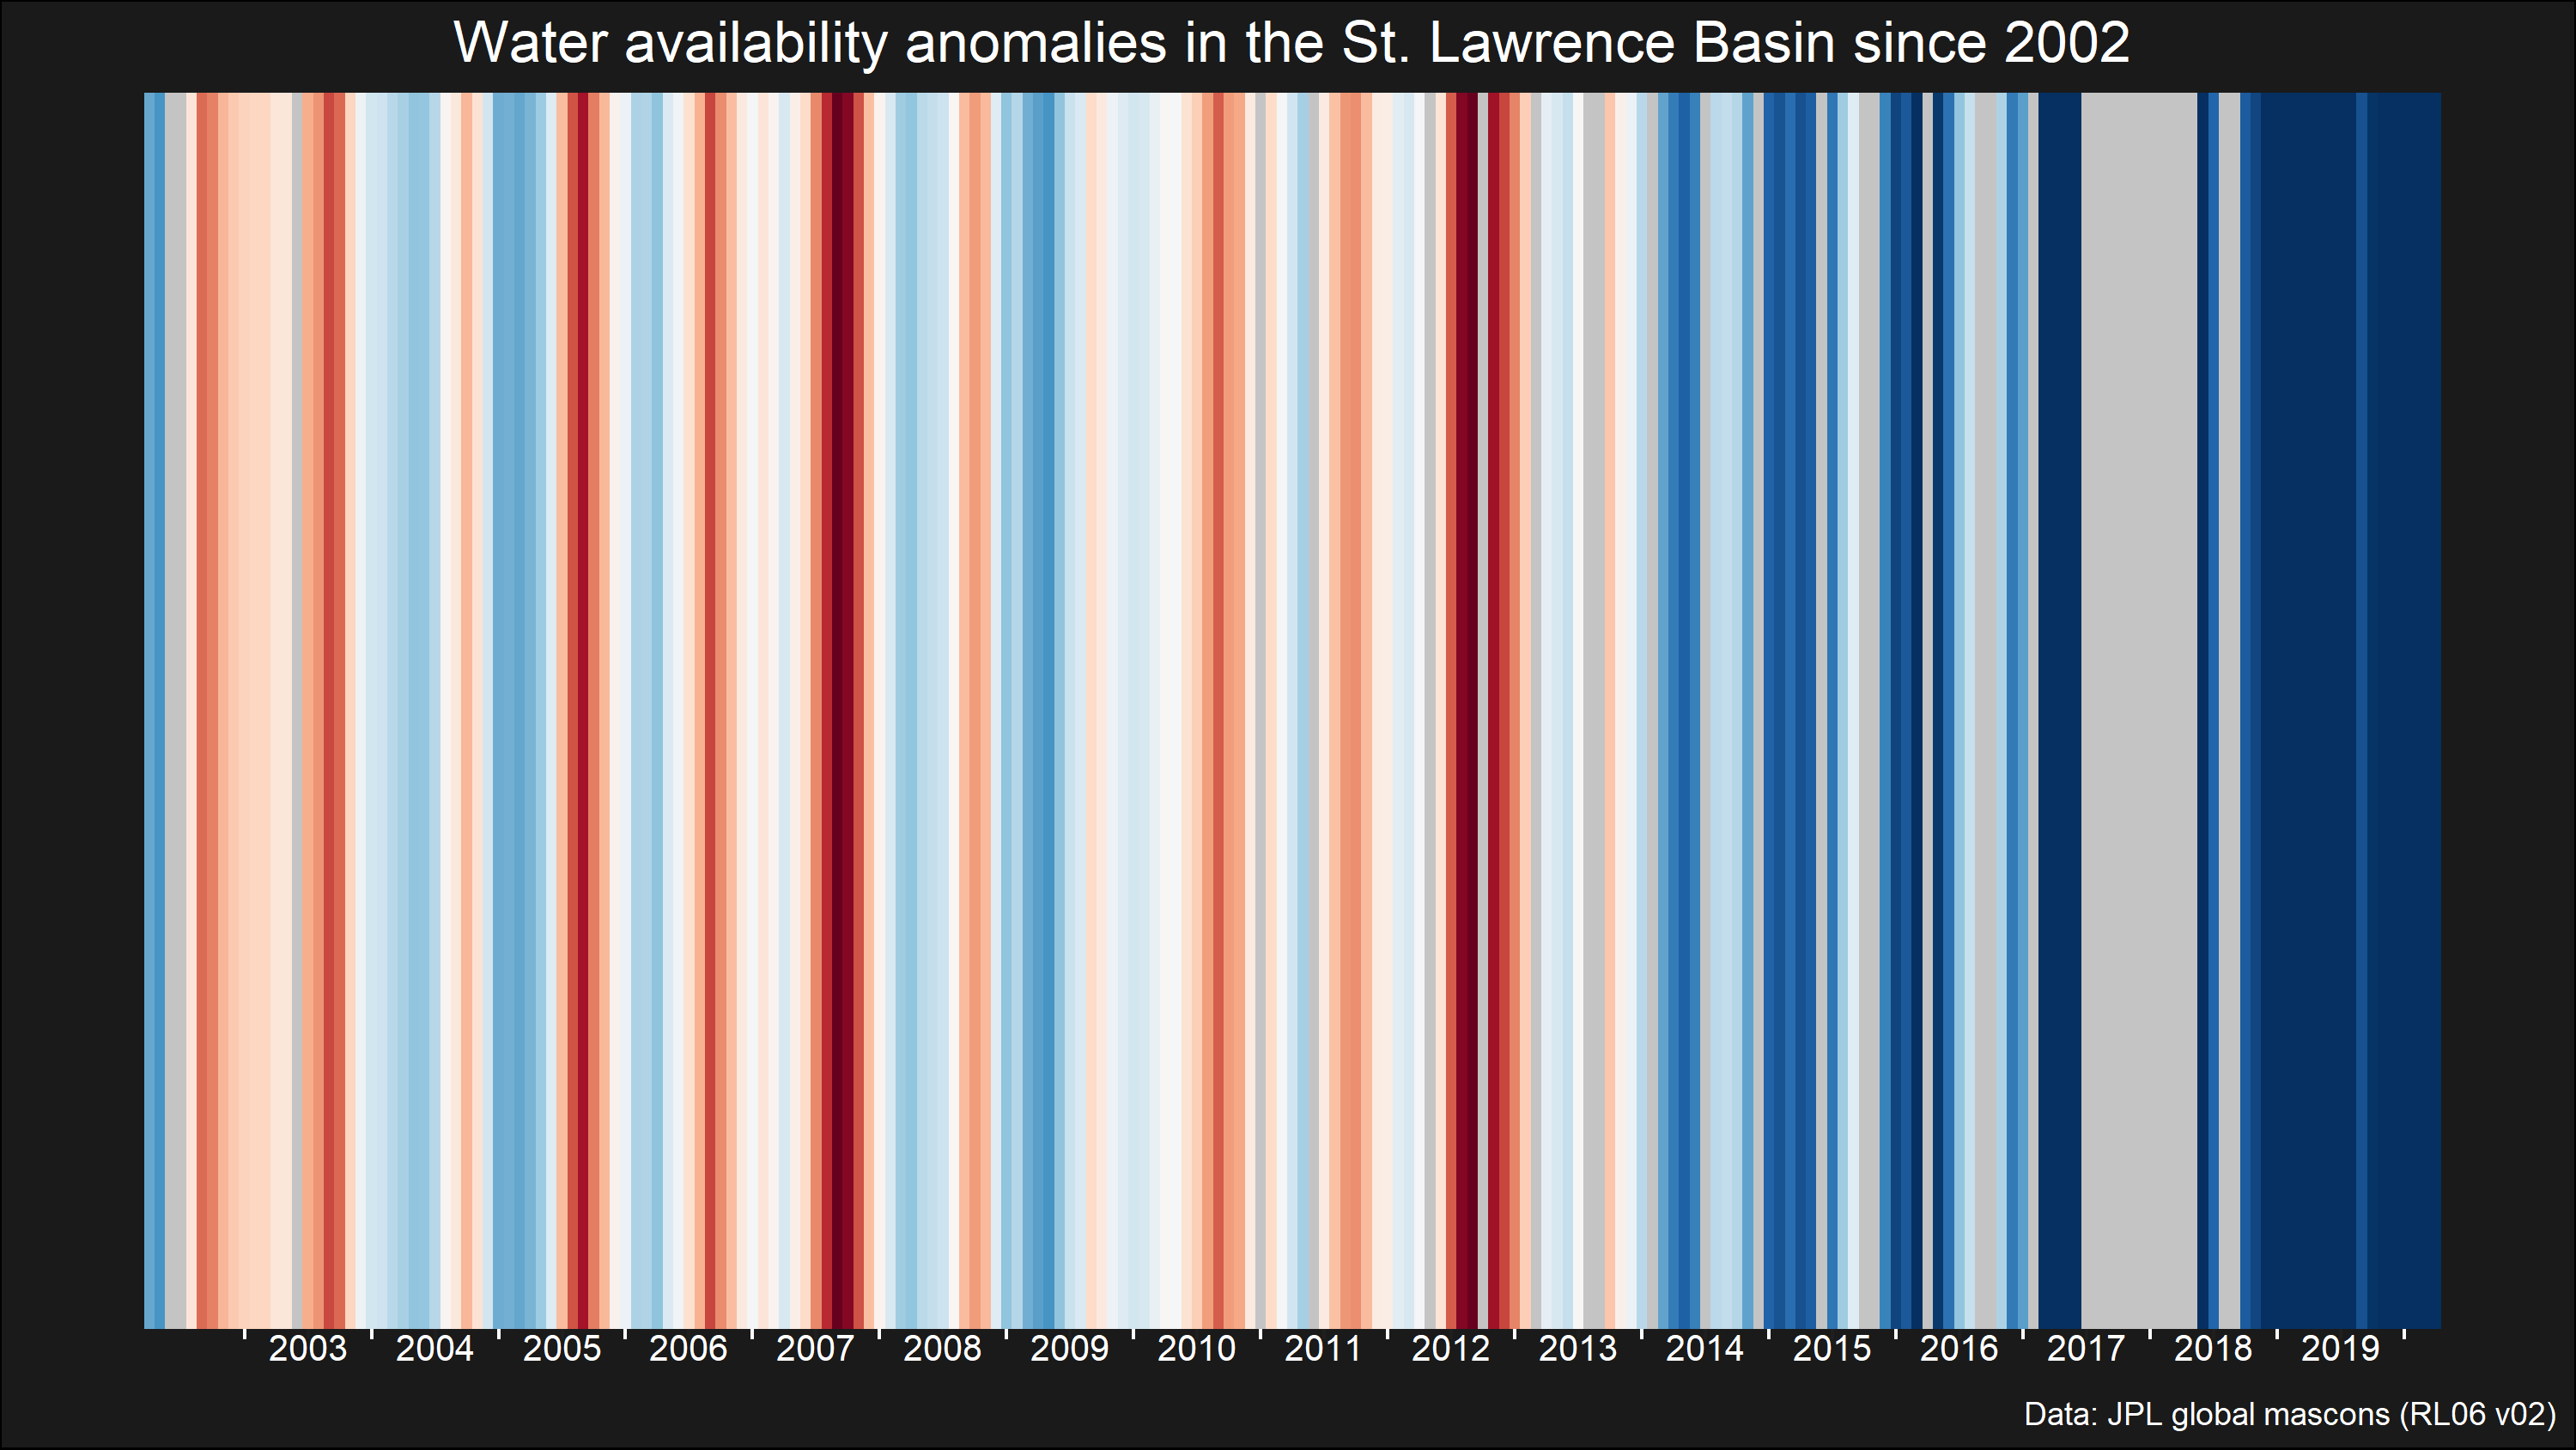 Water availability anomalies in the St. Lawrence Basin since 2002
2003 2004 2005 2006 2007 2008 2009 2010 2011 2012 2013 2014 2015 2016 2017 2018 2019
Data: JPL global mascons (RL06 v02)